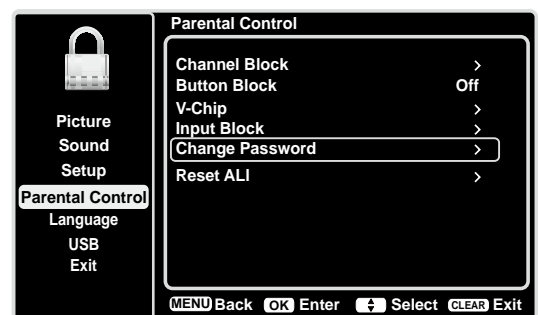 Parental Control
Channel Block >
Button Block Off
V-Chip >
Input Block >
Change Password >
Reset ALI >
Picture
Sound
Setup
Parental Control
Language
USB
Exit
MENU Back OK Enter Select CLEAR Exit